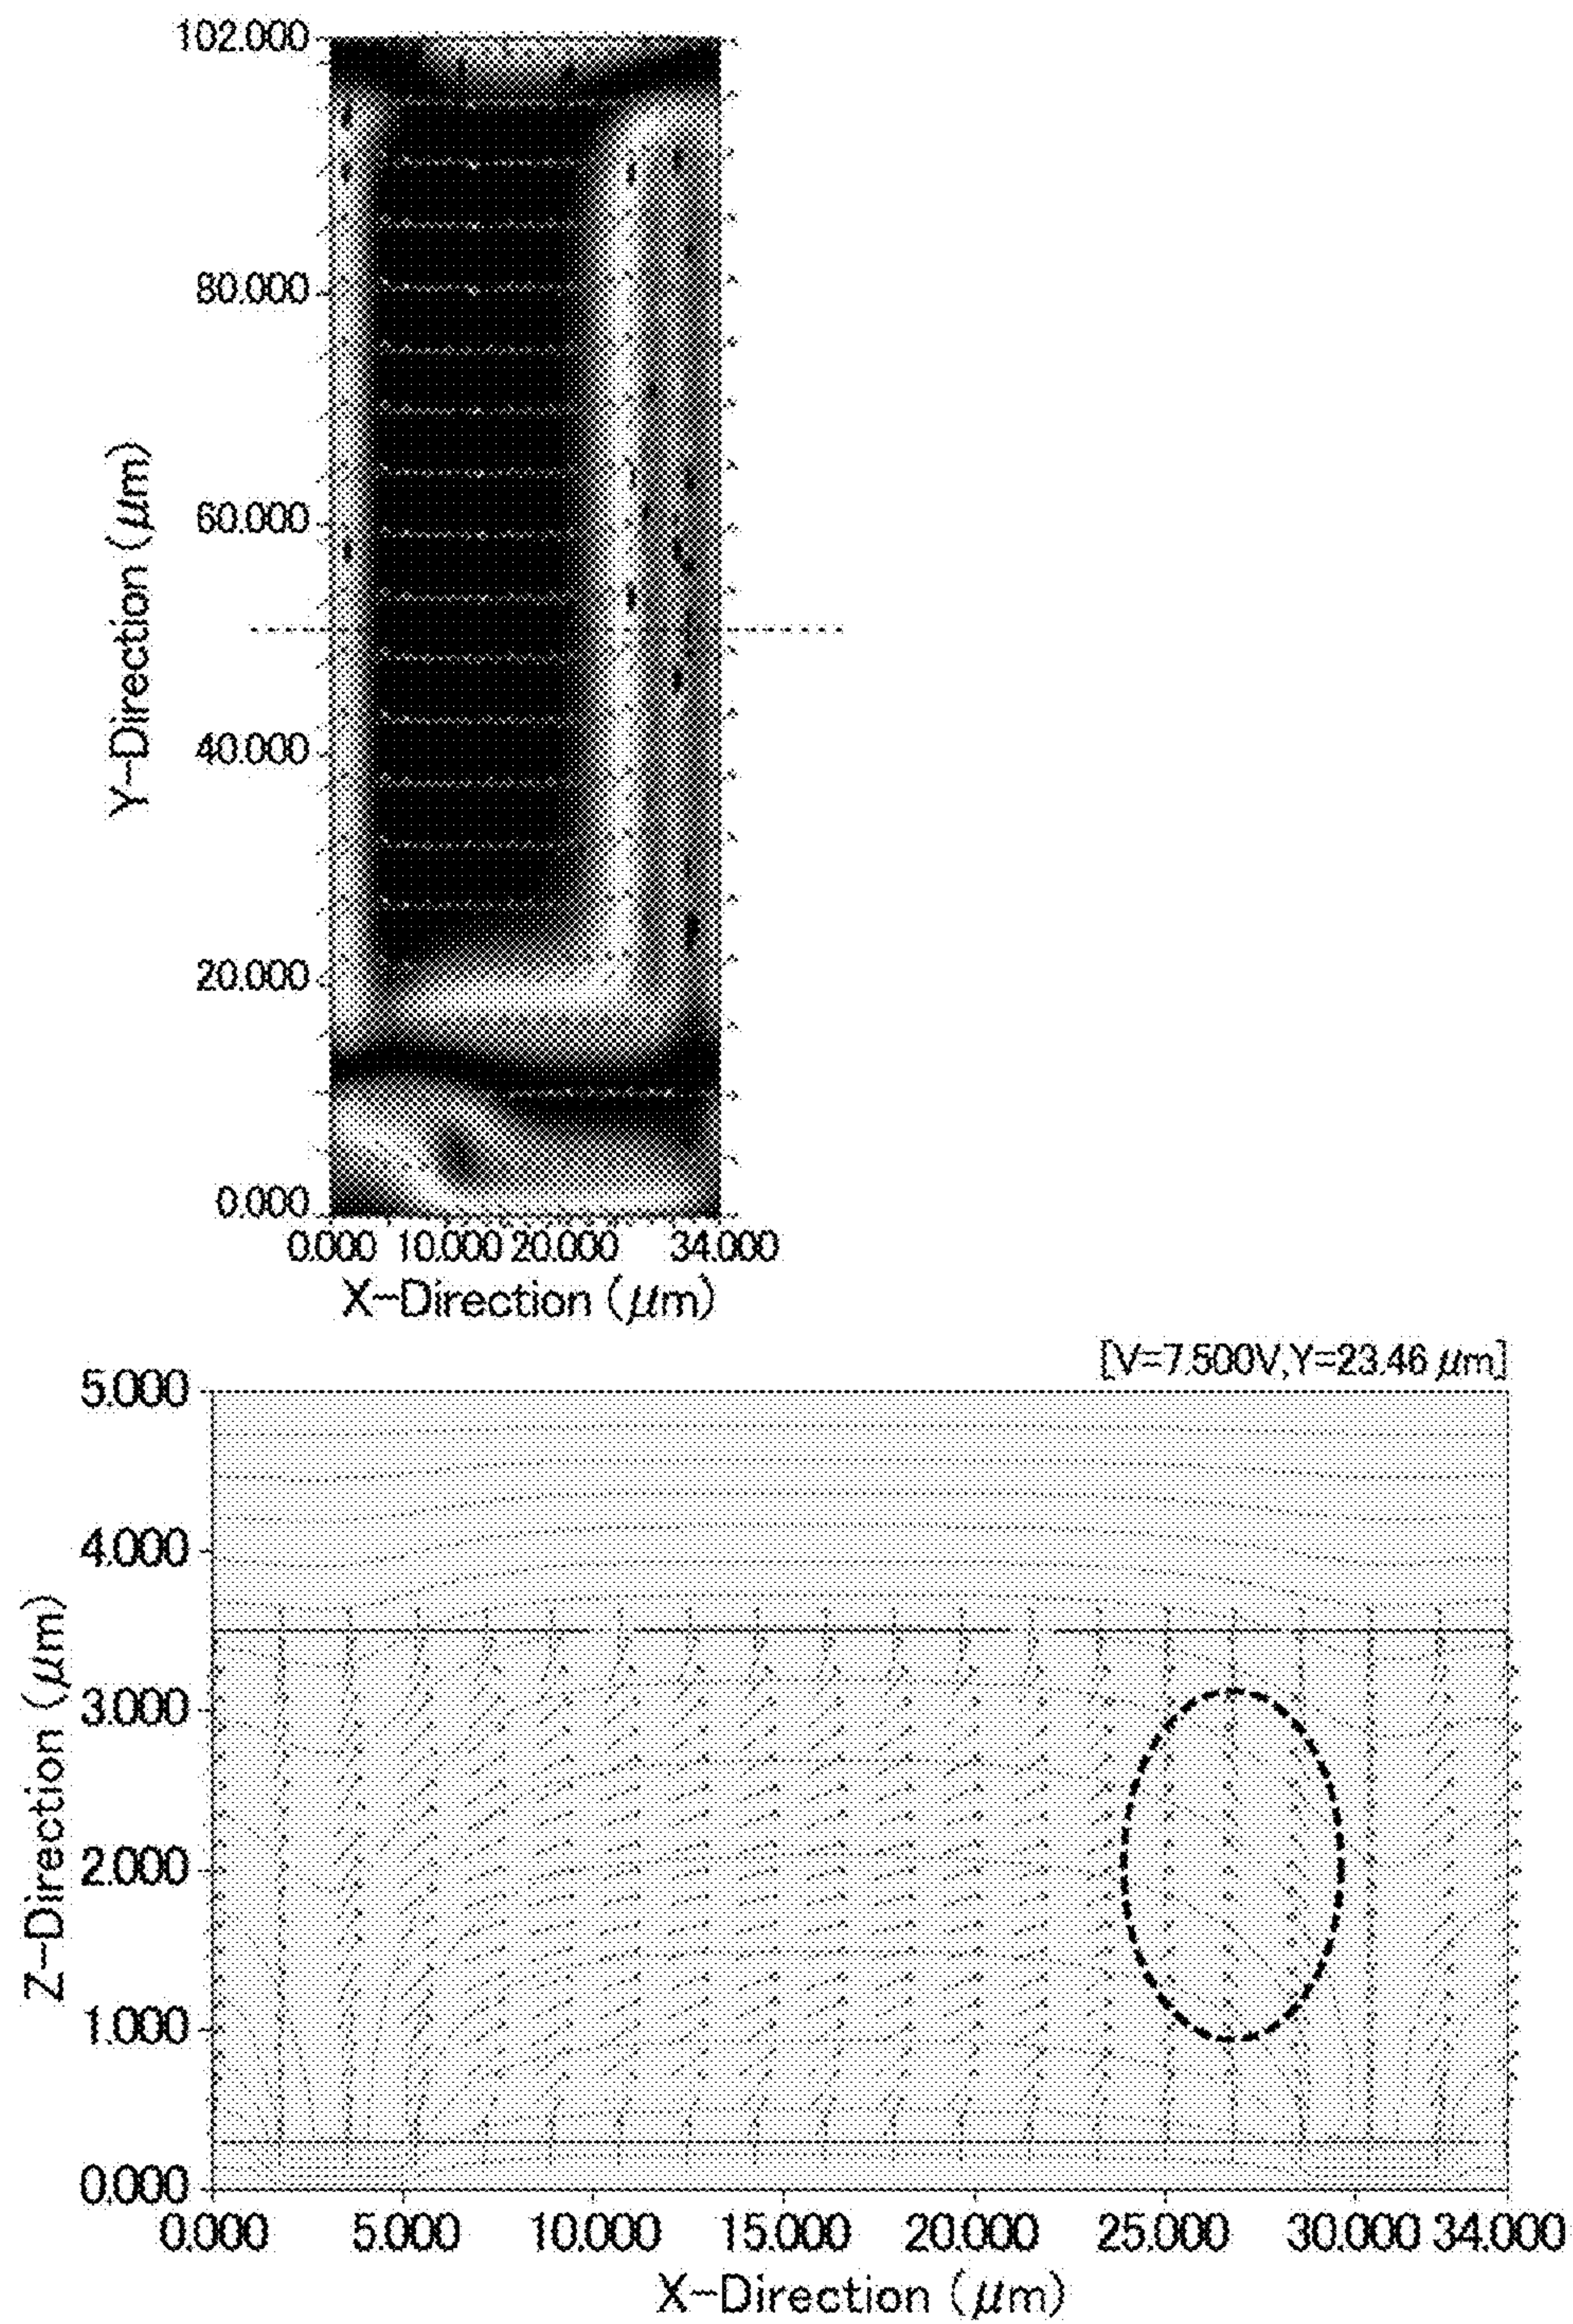 102.000
80.000
60.000
40.000
20.000
0.000
Y-Direction (μm)
0.000 10.000 20.000 34.000
X-Direction (μm)
[V=7.500V,Y=23.46 μm]
5.000
4.000
3.000
2.000
1.000
0.000
Z-Direction (μm)
0.000 5.000 10.000 15.000 20.000 25.000 30.000 34.000
X-Direction (μm)